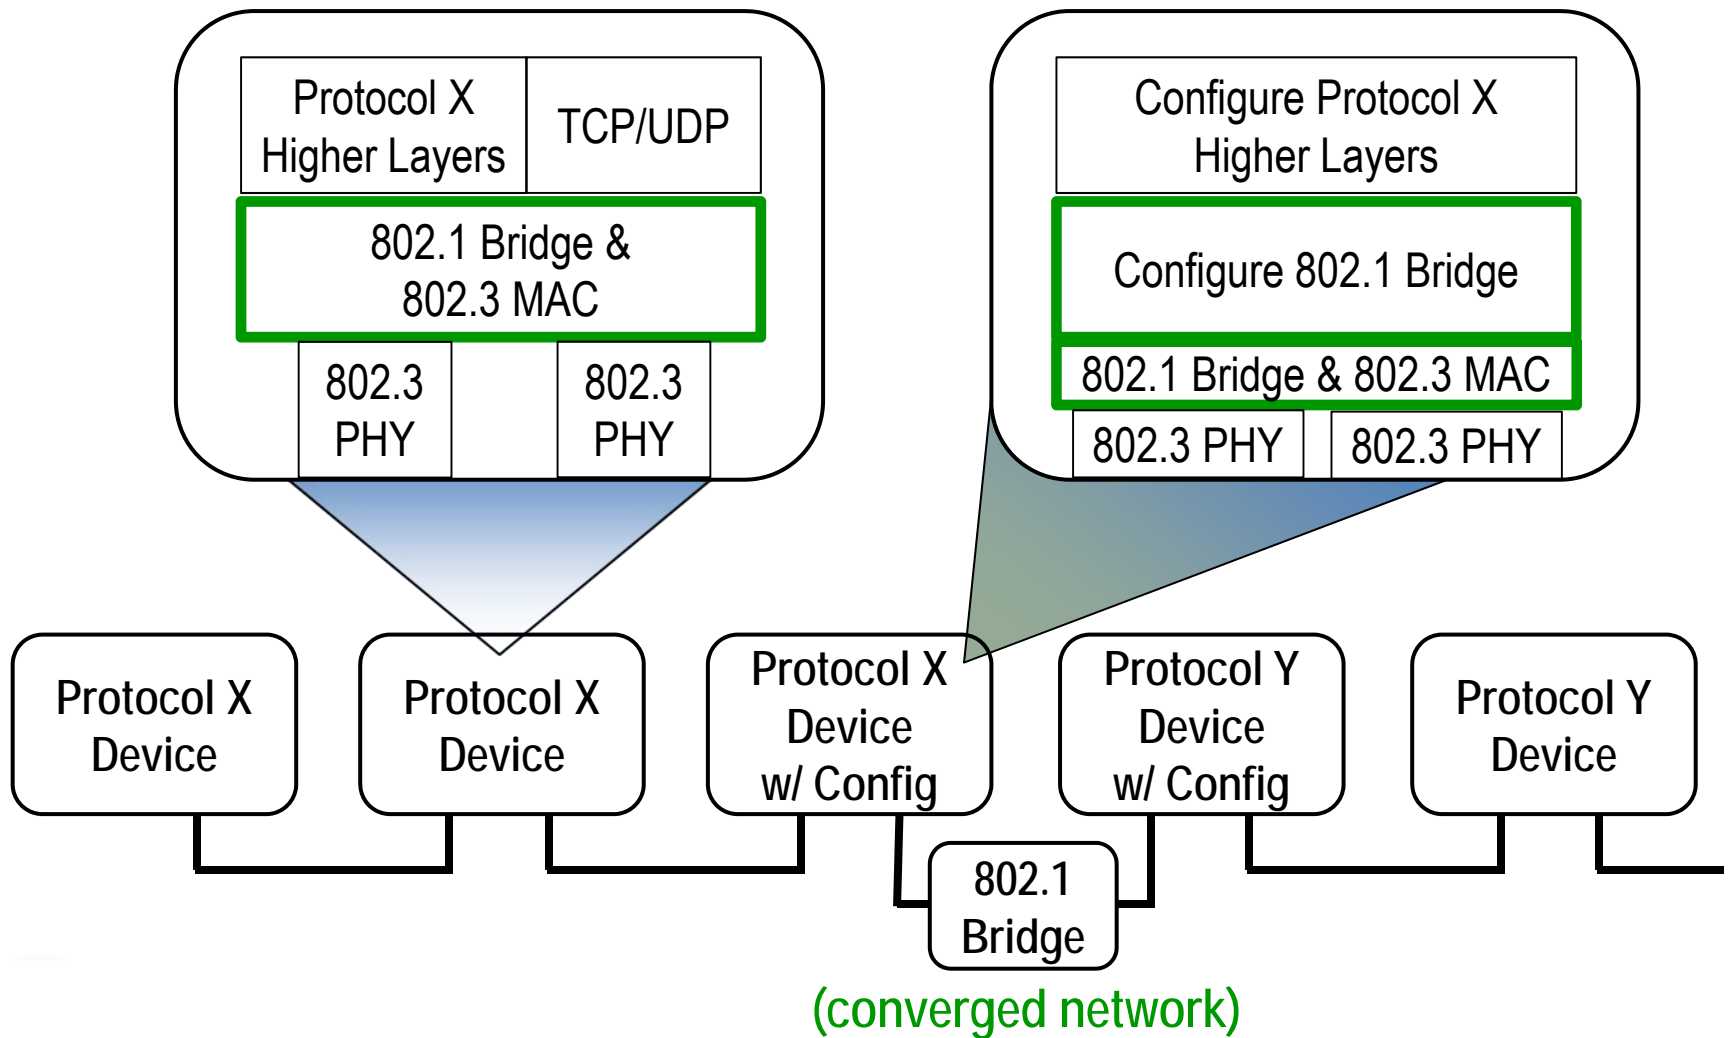 Protocol X
Higher Layers
TCP/UDP
802.1 Bridge &
802.3 MAC
802.3
PHY
802.3
PHY
Configure Protocol X
Higher Layers
Configure 802.1 Bridge
802.1 Bridge & 802.3 MAC
802.3 PHY
802.3 PHY
Protocol X
Device
Protocol X
Device
Protocol X
Device
w/ Config
Protocol Y
Device
w/ Config
Protocol Y
Device
802.1
Bridge
(converged network)